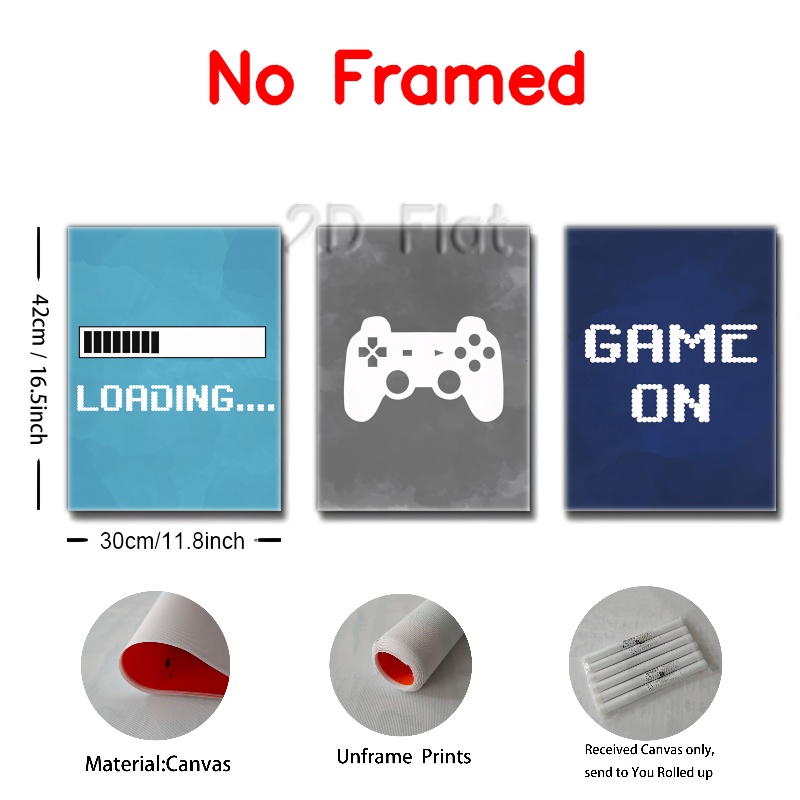 No Framed
2D Flat
42cm / 16.5inch
LOADING....
GAME
ON
30cm/11.8inch
Material:Canvas
Unframe Prints
Received Canvas only,
send to You Rolled up